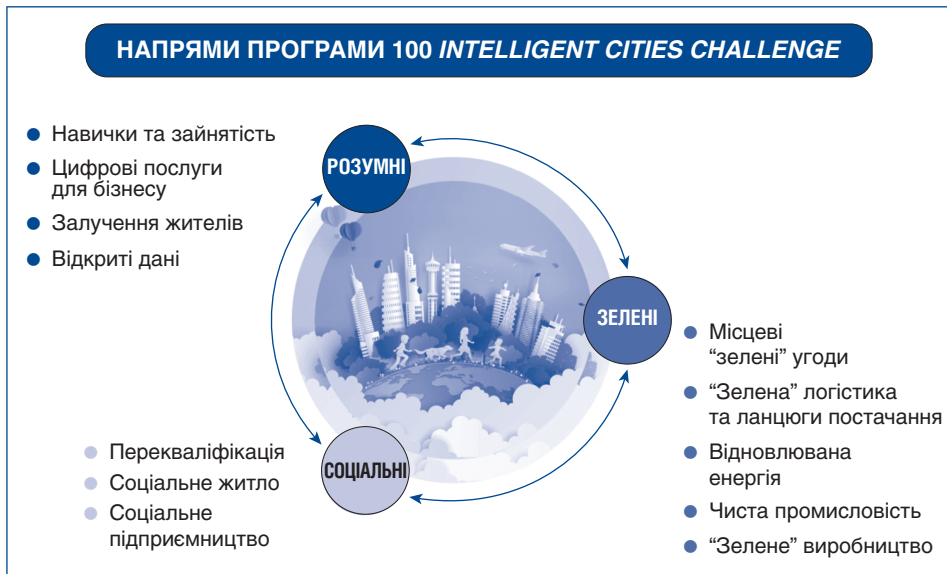 НАПРЯМИ ПРОГРАМИ 100 INTELLIGENT CITIES CHALLENGE
РОЗУМНІ
Навички та зайнятість
Цифрові послуги
для бізнесу
Залучення жителів
Відкриті дані
ЗЕЛЕНІ
Місцеві
“зелені” угоди
“Зелена” логістика
та ланцюги постачання
Відновлювана
енергія
Чиста промисловість
“Зелене” виробництво
СОЦІАЛЬНІ
Перекваліфікація
Соціальне житло
Соціальне
підприємництво